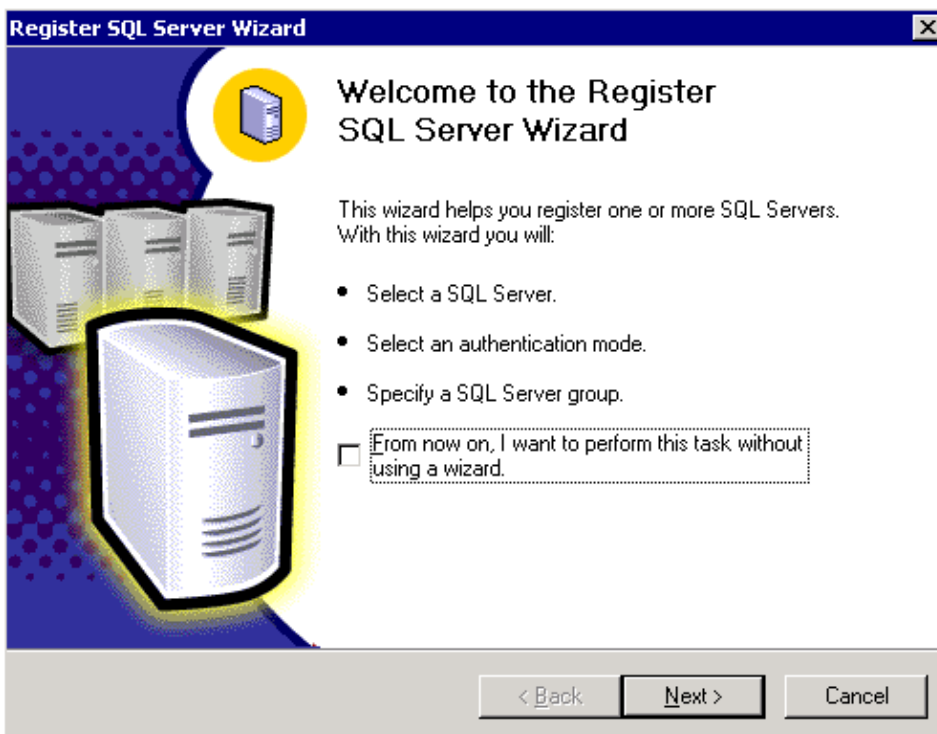 Register SQL Server Wizard
Welcome to the Register
SQL Server Wizard
This wizard helps you register one or more SQL Servers.
With this wizard you will:
• Select a SQL Server.
• Select an authentication mode.
• Specify a SQL Server group.
From now on, I want to perform this task without
using a wizard.
< Back
Next >
Cancel